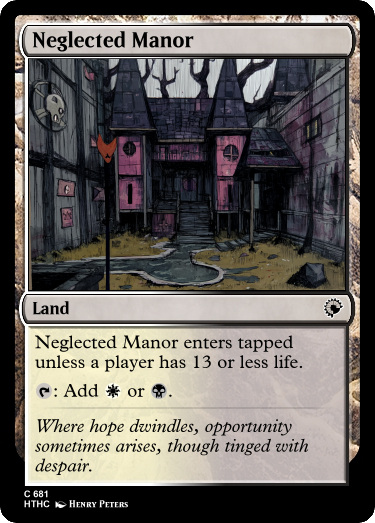 Neglected Manor
Land
Neglected Manor enters tapped
unless a player has 13 or less life.
: Add or .
Where hope dwindles, opportunity
sometimes arises, though tinged with
despair.
C 681
HTHC Henry Peters